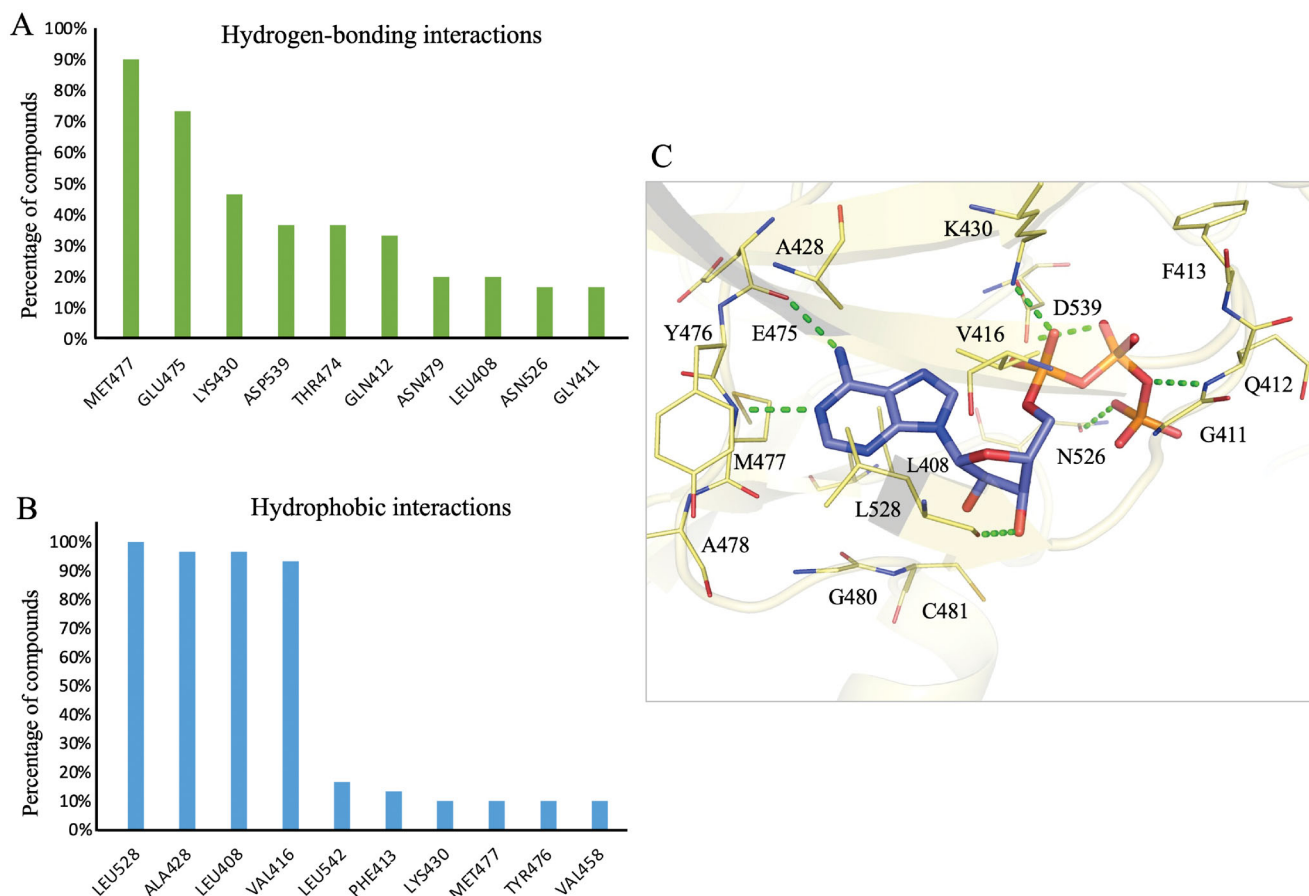 A
Hydrogen-bonding interactions
Percentage of compounds
100%
90%
80%
70%
60%
50%
40%
30%
20%
10%
0%
MET477
GLU475
LYS430
ASP539
THR474
GLN412
ASN479
LEU408
ASN526
GLY411
B
Hydrophobic interactions
Percentage of compounds
100%
90%
80%
70%
60%
50%
40%
30%
20%
10%
0%
LEU528
ALA428
LEU408
VAL416
LEU542
PHE413
LYS430
MET477
TYR476
VAL458
C
K430
A428
F413
D539
Y476
E475
V416
Q412
G411
M477
L408
N526
L528
A478
G480
C481